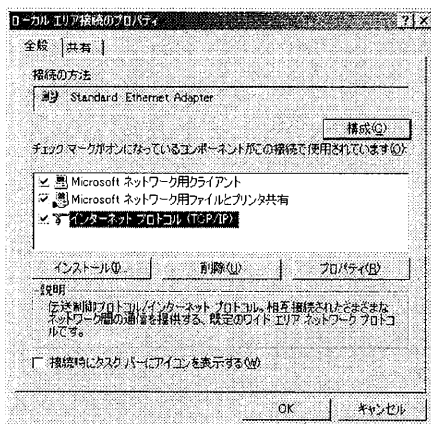 ローカル エリア接続のプロパティ
全般 共有
接続の方法
Standard Ethernet Adapter
構成(C)
チェック マークがオンになっているコンポーネントがこの接続で使用されています(O):
Microsoft ネットワーク用クライアント
Microsoft ネットワーク用ファイルとプリンタ共有
インターネット プロトコル (TCP/IP)
インストール(I)... 削除(U) プロパティ(R)
説明
伝送制御プロトコル/インターネット プロトコル。相互接続されたさまざまな
ネットワーク間の通信を提供する、既定のワイド エリア ネットワーク プロトコ
ルです。
接続時にタスク バーにアイコンを表示する(W)
OK キャンセル